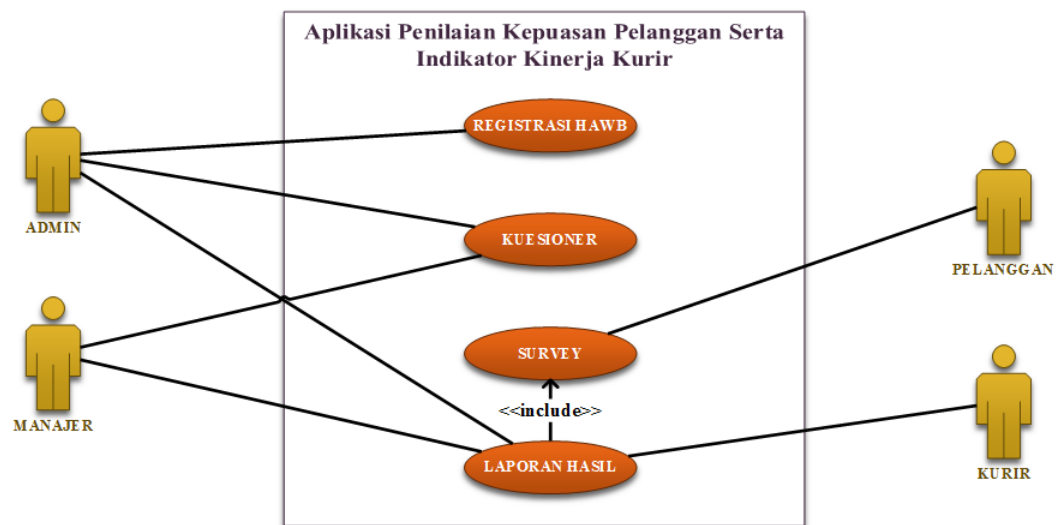 Aplikasi Penilaian Kepuasan Pelanggan Serta
Indikator Kinerja Kurir
REGISTRASI HAWB
ADMIN
KUESIONER
PELANGGAN
SURVEY
<<include>>
MANAJER
LAPORAN HASIL
KURIR